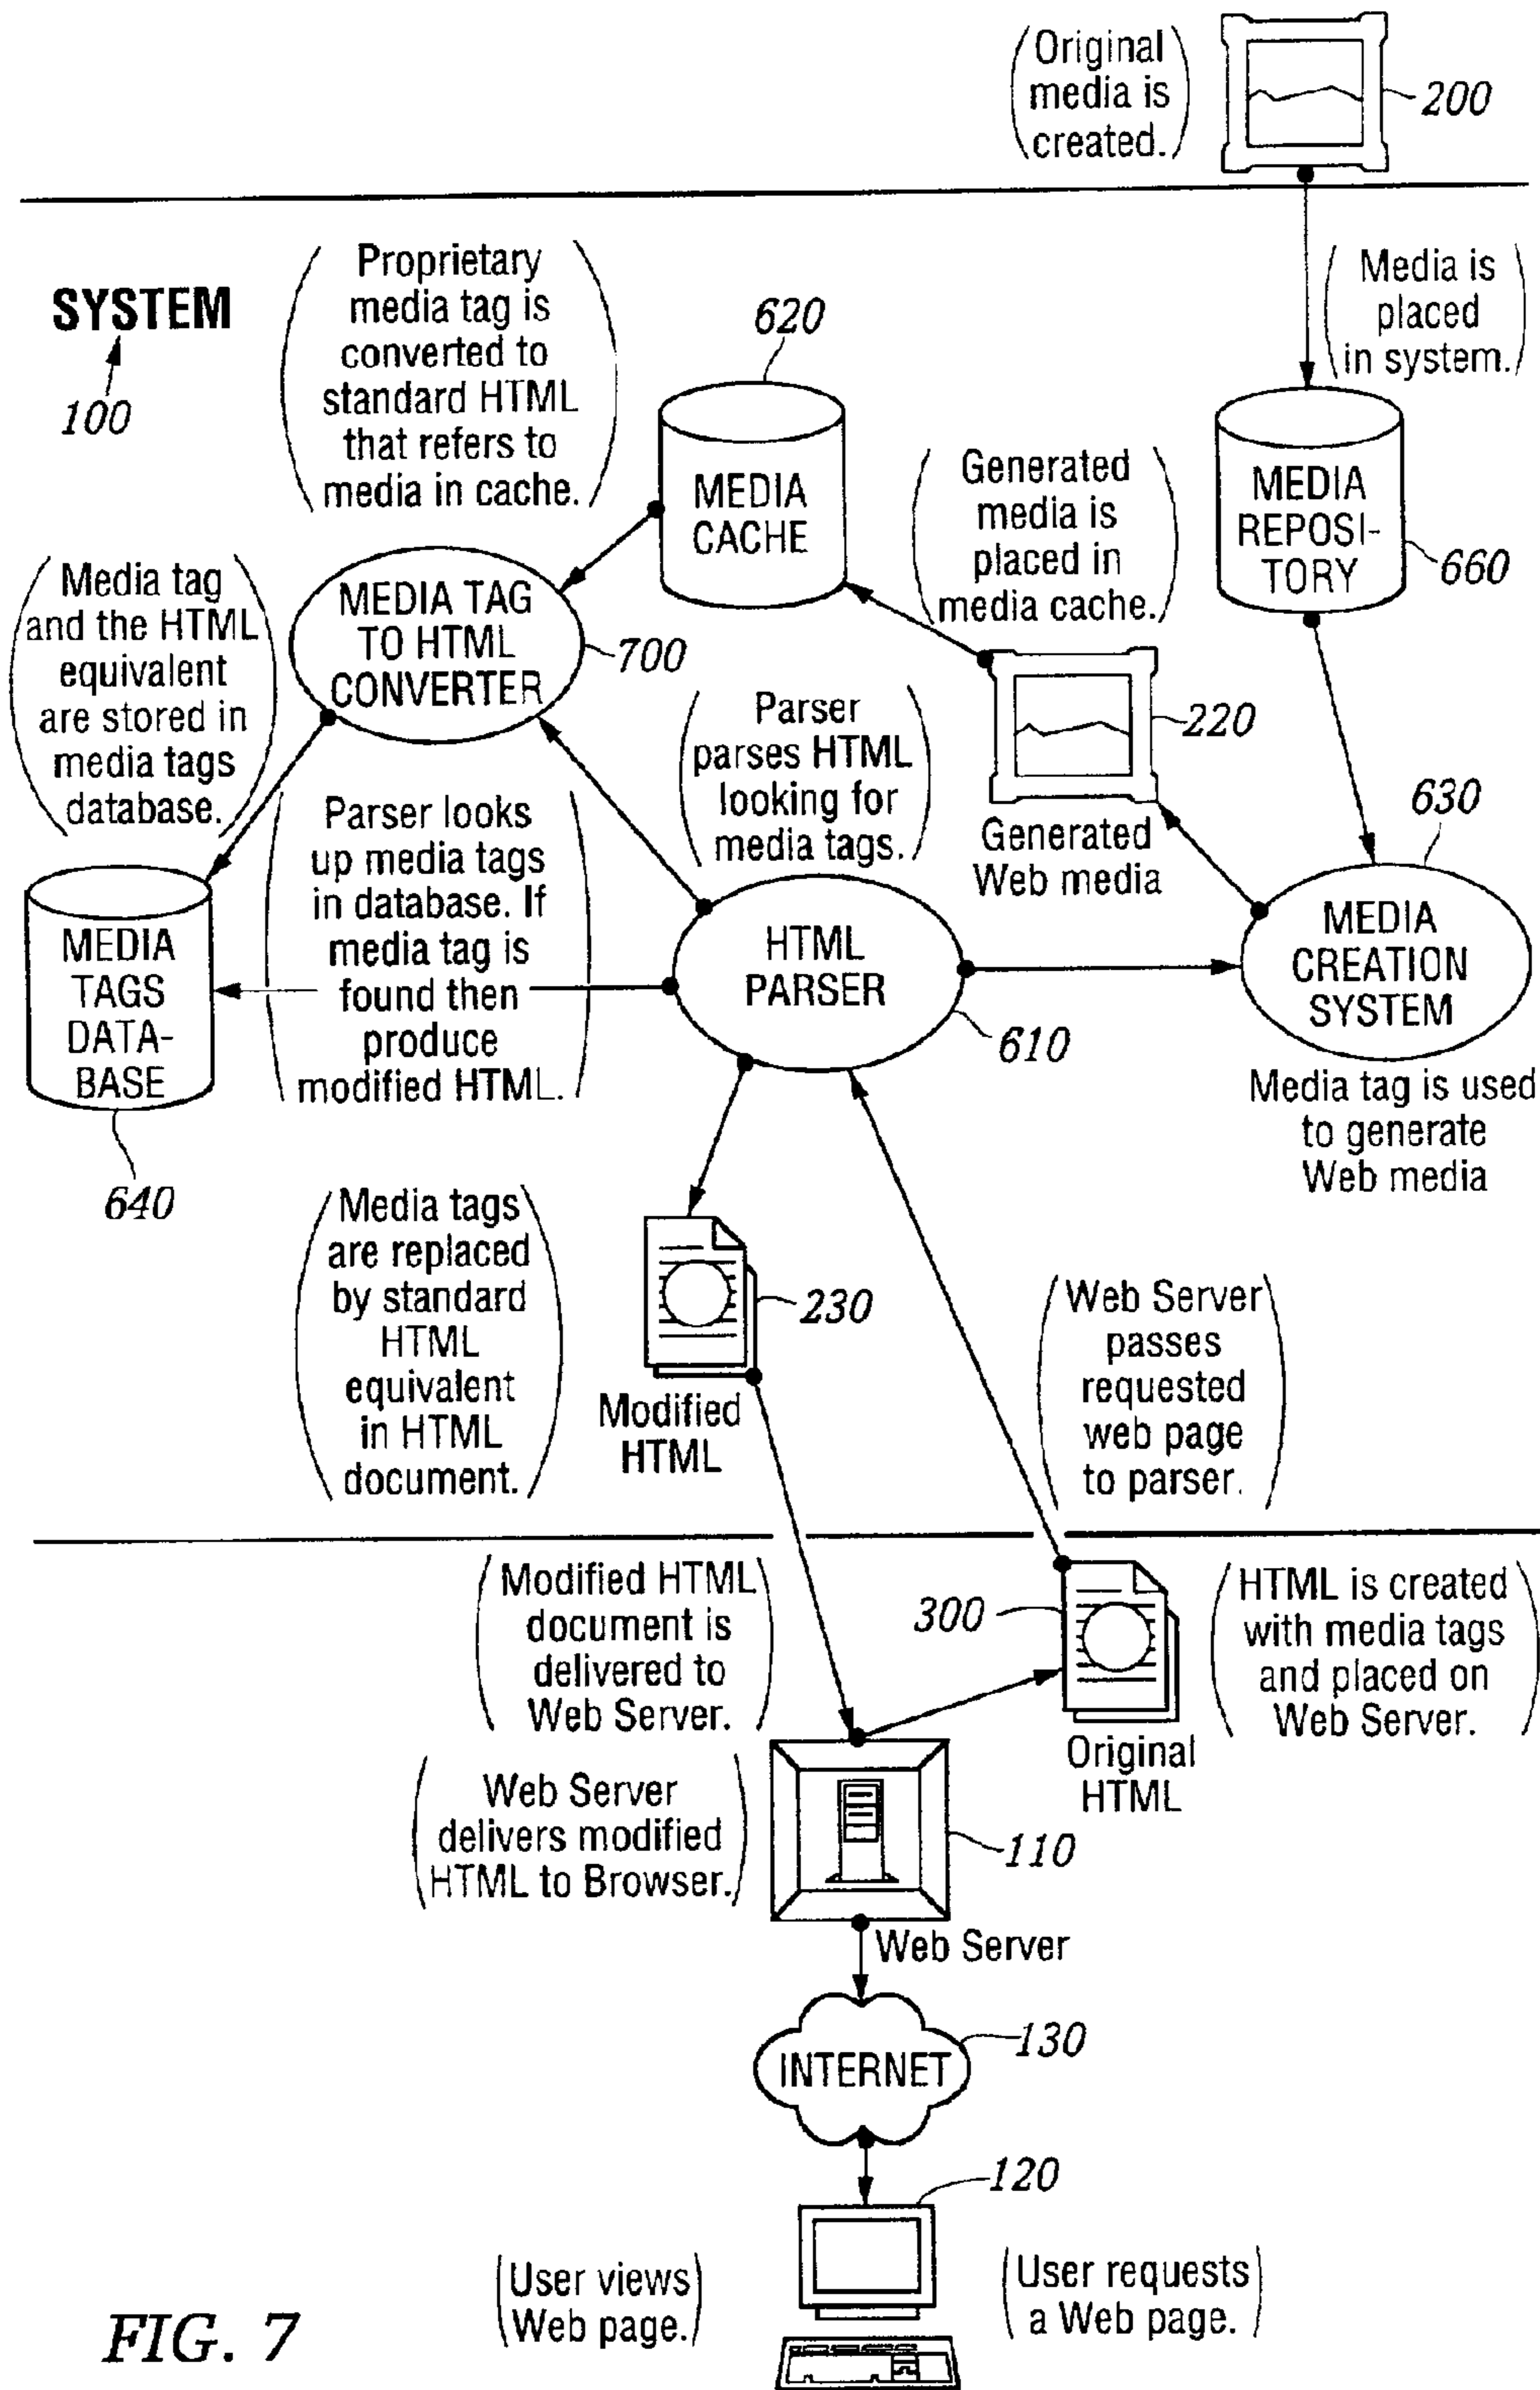 Original
media is
created.
200
SYSTEM
100
Proprietary
media tag is
converted to
standard HTML
that refers to
media in cache.
620
MEDIA
CACHE
Media is
placed
in system.
MEDIA
REPOSI-
TORY
660
Generated
media is
placed in
media cache.
Media tag
and the HTML
equivalent
are stored in
media tags
database.
MEDIA TAG
TO HTML
CONVERTER
700
Parser
parses HTML
looking for
media tags.
220
Generated
Web media
630
MEDIA
CREATION
SYSTEM
Media tag is used
to generate
Web media
Parser looks
up media tags
in database. If
media tag is
found then
produce
modified HTML.
HTML
PARSER
610
MEDIA
TAGS
DATA-
BASE
640
Media tags
are replaced
by standard
HTML
equivalent
in HTML
document.
230
Modified
HTML
Web Server
passes
requested
web page
to parser.
Modified HTML
document is
delivered to
Web Server.
300
Original
HTML
HTML is created
with media tags
and placed on
Web Server.
Web Server
delivers modified
HTML to Browser.
110
Web Server
INTERNET
130
120
User views
Web page.
User requests
a Web page.
FIG. 7